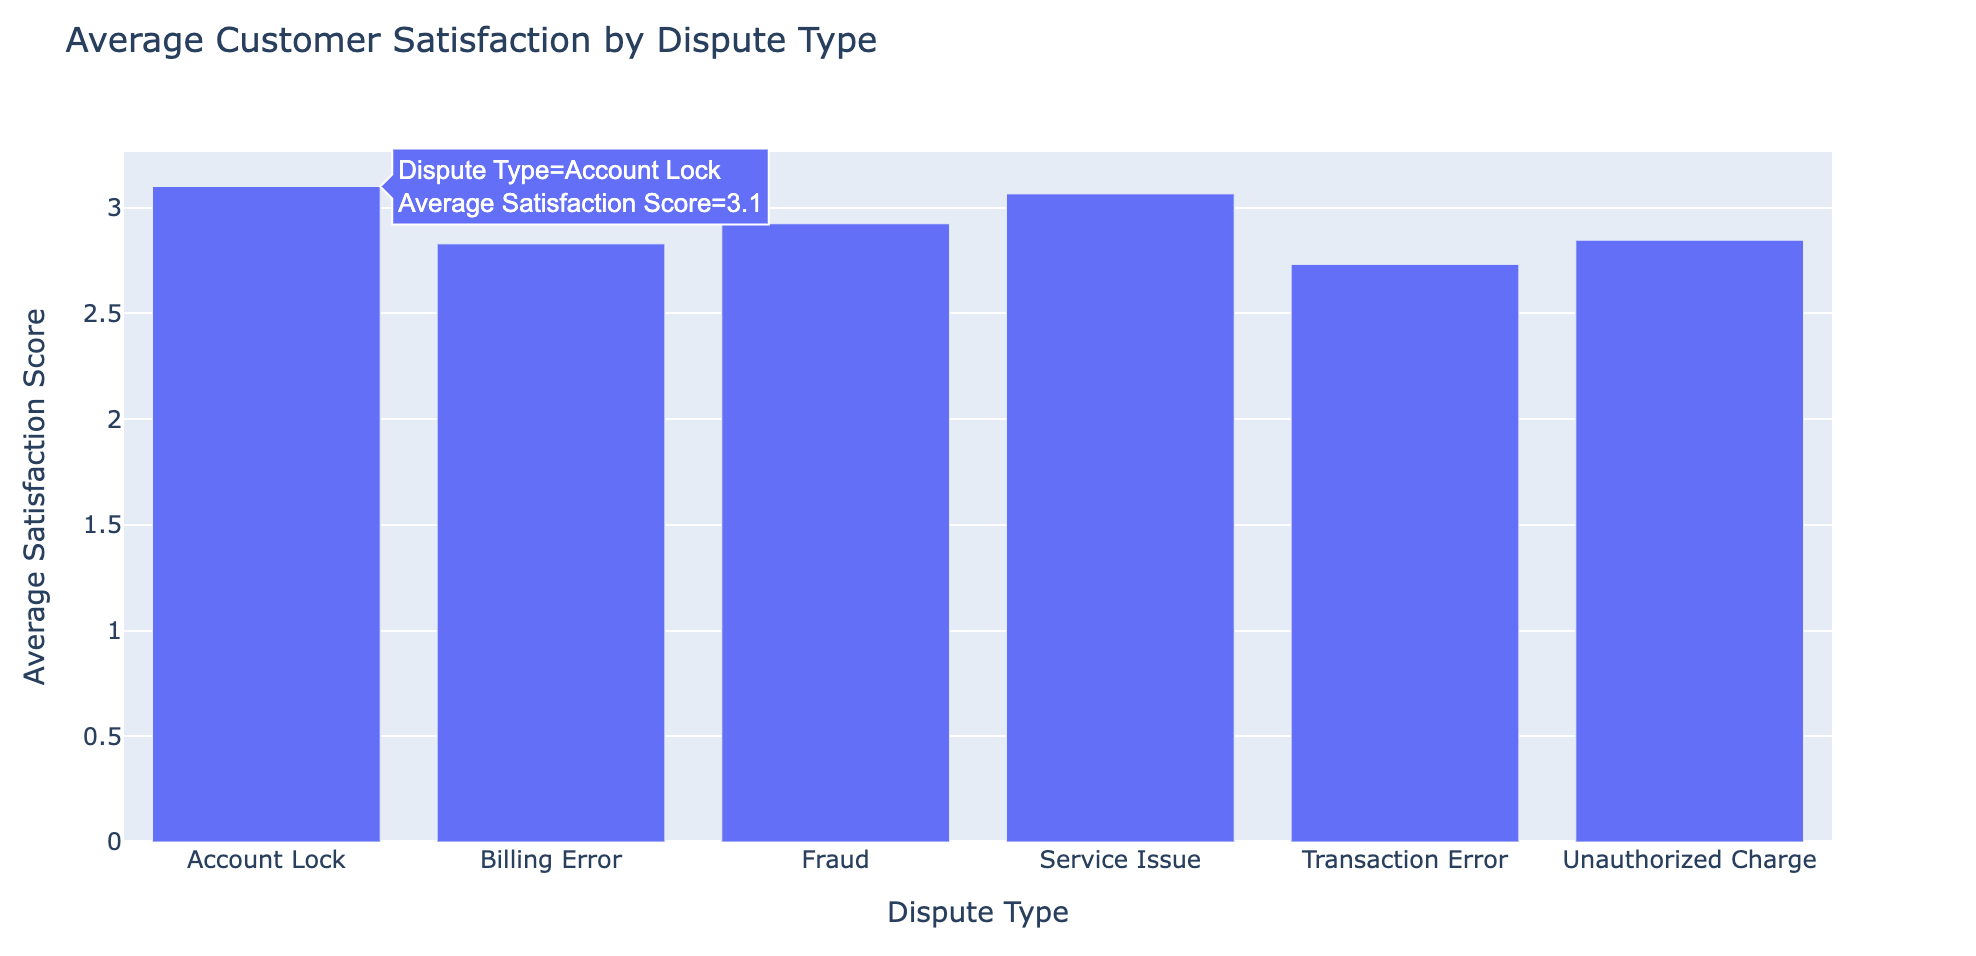 Average Customer Satisfaction by Dispute Type
Dispute Type=Account Lock
Average Satisfaction Score=3.1
Average Satisfaction Score
3
2.5
2
1.5
1
0.5
0
Account Lock
Billing Error
Fraud
Service Issue
Transaction Error
Unauthorized Charge
Dispute Type